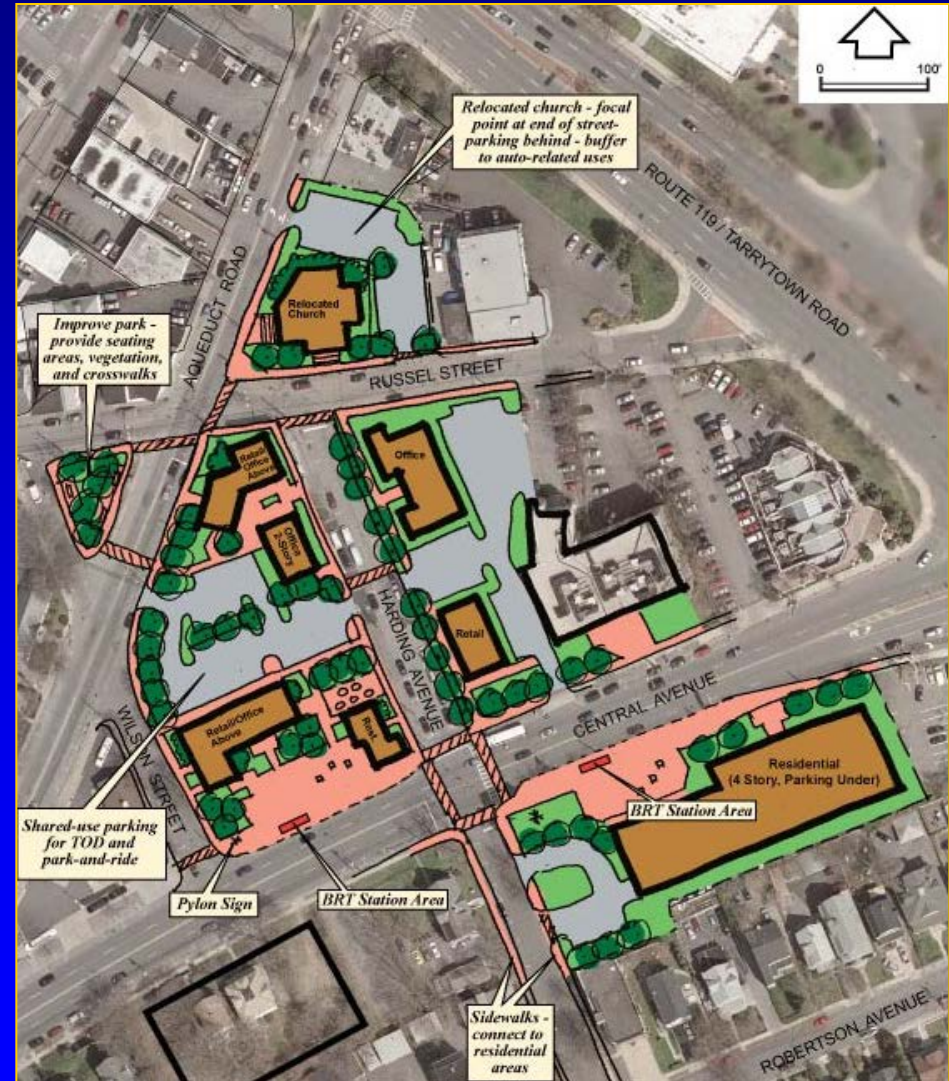 0 100'
Relocated church - focal
point at end of street-
parking behind - buffer
to auto-related uses
ROUTE 119 / TARRYTOWN ROAD
AQUEDUCT ROAD
Relocated
Church
Improve park -
provide seating
areas, vegetation,
and crosswalks
RUSSEL STREET
Retail/
Office
Above
Office
Office
2-Story
HARDING AVENUE
Retail
CENTRAL AVENUE
WILSON STREET
Retail/Office
Above
Rest.
Residential
(4 Story, Parking Under)
BRT Station Area
Shared-use parking
for TOD and
park-and-ride
Pylon Sign
BRT Station Area
Sidewalks -
connect to
residential
areas
ROBERTSON AVENUE